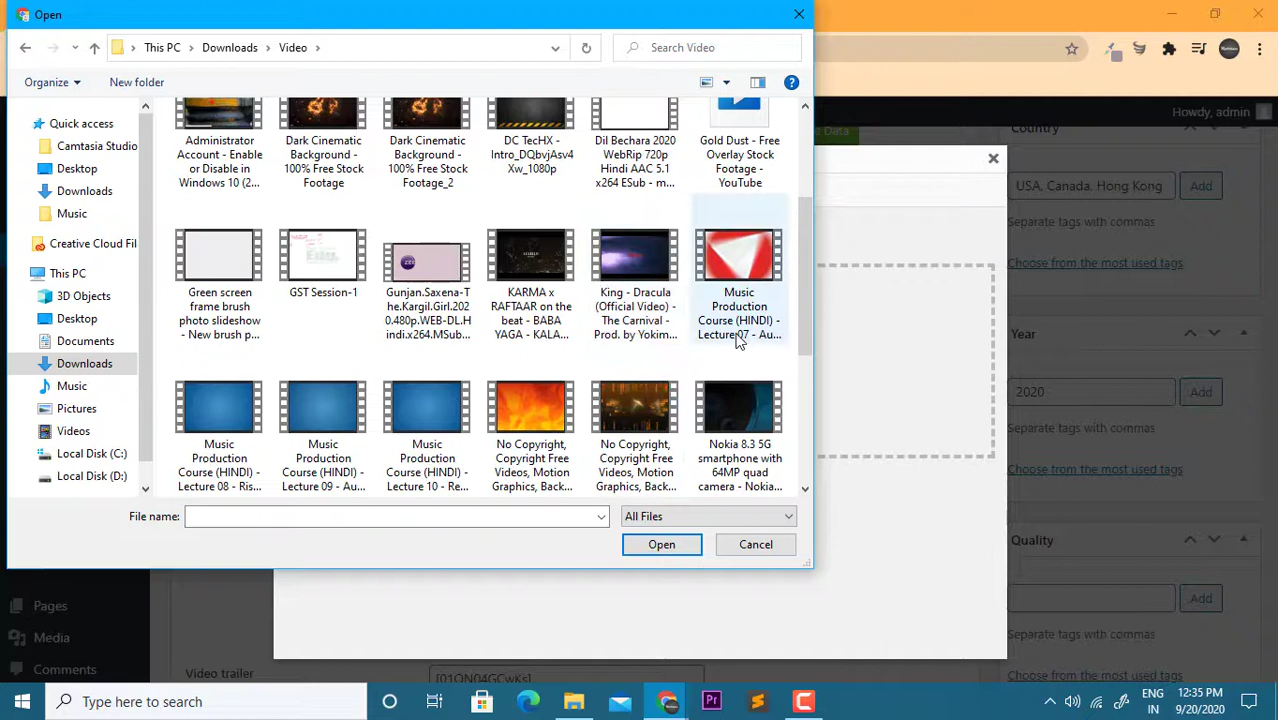 Open
This PC
Downloads
Video
Search Video
Organize
New folder
Howdy, admin
Quick access
Camtasia Studio
Desktop
Downloads
Music
Creative Cloud Fil
This PC
3D Objects
Desktop
Documents
Downloads
Music
Pictures
Videos
Local Disk (C:)
Local Disk (D:)
Administrator
Account - Enable
or Disable in
Windows 10 (2...
Dark Cinematic
Background -
100% Free Stock
Footage
Dark Cinematic
Background -
100% Free Stock
Footage_2
DC TecHX -
Intro_DQbvjAsv4
Xw_1080p
Dil Bechara 2020
WebRip 720p
Hindi AAC 5.1
x264 ESub - m...
Gold Dust - Free
Overlay Stock
Footage -
YouTube
Green screen
frame brush
photo slideshow
- New brush p...
GST Session-1
Gunjan.Saxena-T
he.Kargil.Girl.202
0.480p.WEB-DL.H
indi.x264.MSub...
KARMA x
RAFTAAR on the
beat - BABA
YAGA - KALA...
King - Dracula
(Official Video) -
The Carnival -
Prod. by Yokim...
Music
Production
Course (HINDI) -
Lecture 07 - Au...
Music
Production
Course (HINDI) -
Lecture 08 - Ris...
Music
Production
Course (HINDI) -
Lecture 09 - Au...
Music
Production
Course (HINDI) -
Lecture 10 - Re...
No Copyright,
Copyright Free
Videos, Motion
Graphics, Back...
No Copyright,
Copyright Free
Videos, Motion
Graphics, Back...
Nokia 8.3 5G
smartphone with
64MP quad
camera - Nokia...
File name:
All Files
Open
Cancel
e Data
Country
USA, Canada, Hong Kong
Add
Separate tags with commas
Choose from the most used tags
Year
2020
Add
Choose from the most used tags
Quality
Add
Separate tags with commas
Choose from the most used tags
Pages
Media
Comments
Video trailer
[01ON04GCwKs]
Type here to search
Pr
ENG
IN
12:35 PM
9/20/2020